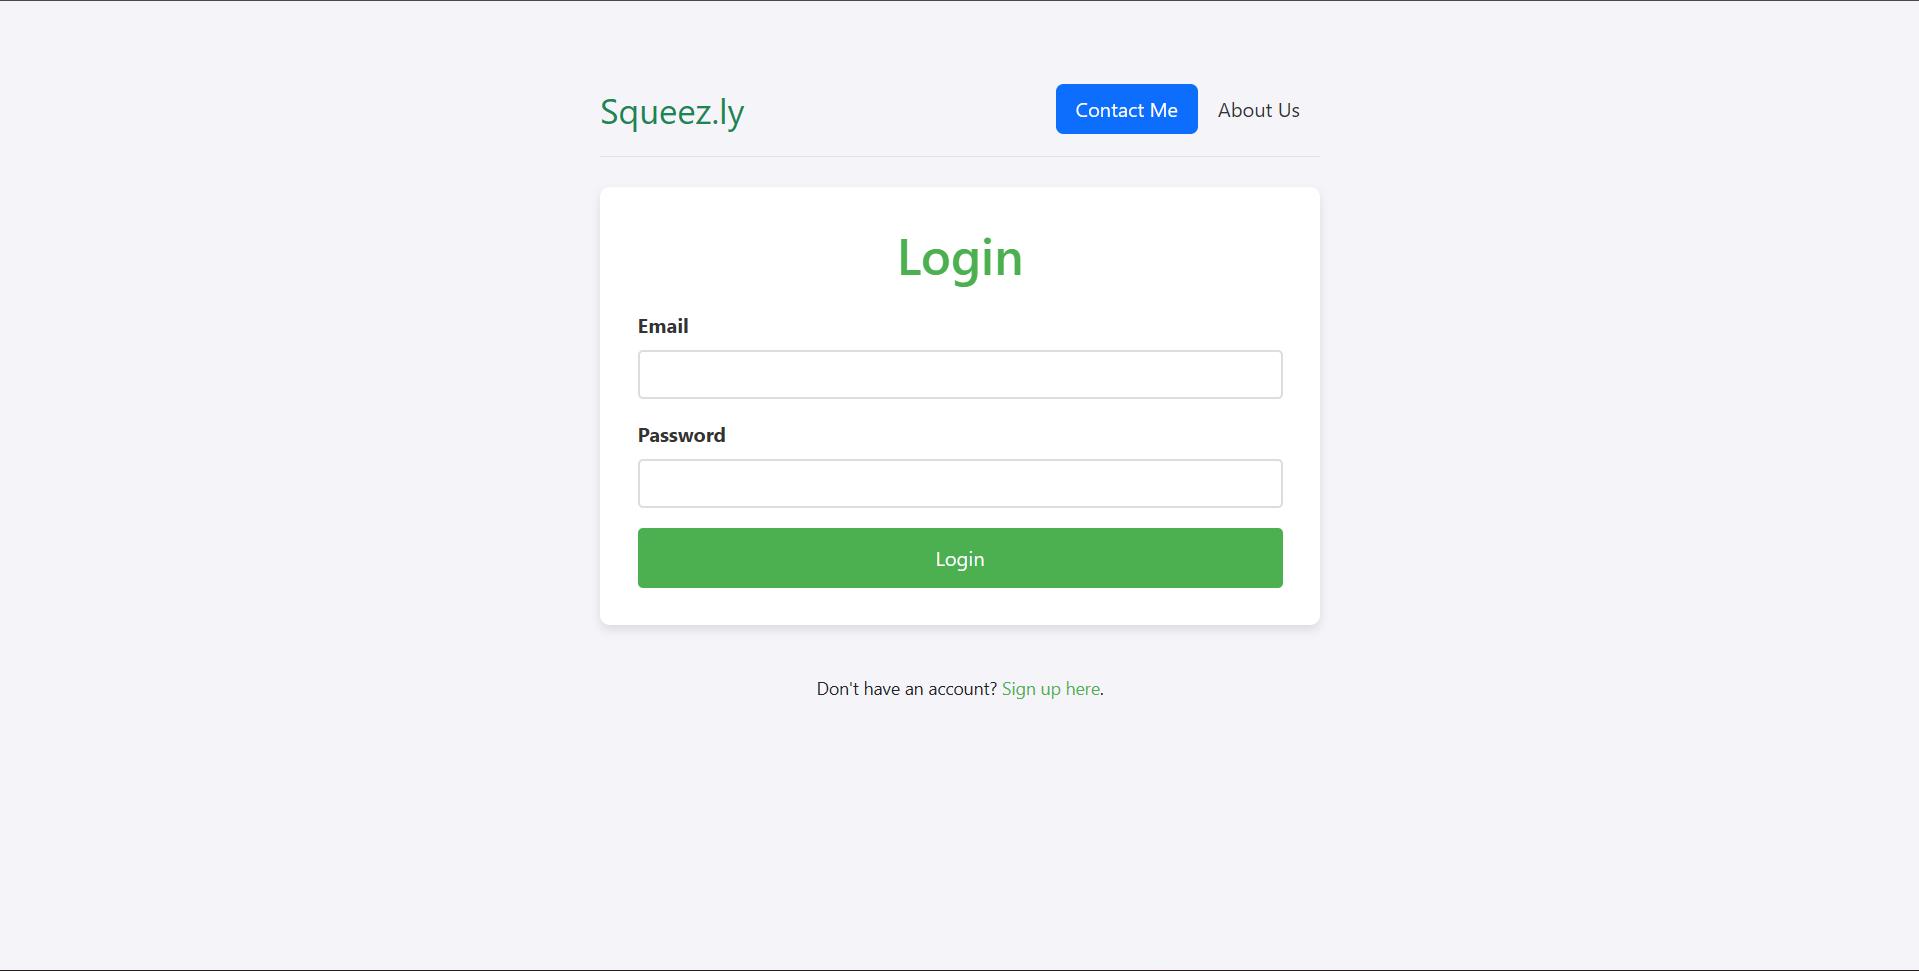 Squeez.ly
Contact Me
About Us
Login
Email
Password
Login
Don't have an account? Sign up here.